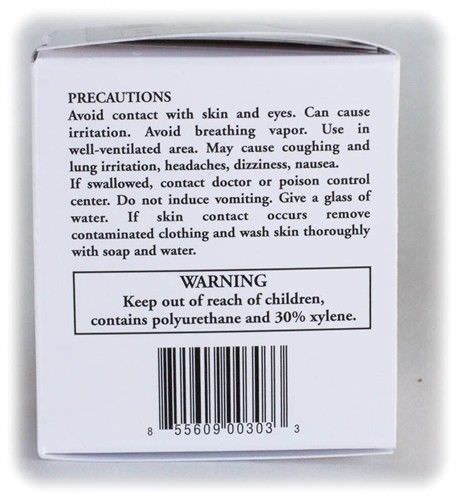 PRECAUTIONS
Avoid contact with skin and eyes. Can cause
irritation. Avoid breathing vapor. Use in
well-ventilated area. May cause coughing and
lung irritation, headaches, dizziness, nausea.
If swallowed, contact doctor or poison control
center. Do not induce vomiting. Give a glass of
water. If skin contact occurs remove
contaminated clothing and wash skin thoroughly
with soap and water.
WARNING
Keep out of reach of children,
contains polyurethane and 30% xylene.
8 55609 00303 3